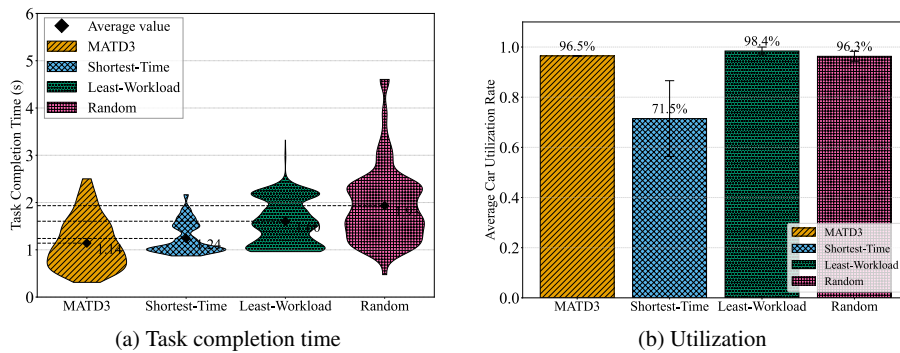 6
5
4
3
2
1
0
Task Completion Time (s)
Average value
MATD3
Shortest-Time
Least-Workload
Random
1.14
1.24
MATD3
Shortest-Time
Least-Workload
Random
(a) Task completion time
1.0
0.8
0.6
0.4
0.2
0.0
Average Car Utilization Rate
96.5%
71.5%
98.4%
96.3%
MATD3
Shortest-Time
Least-Workload
Random
MATD3
Shortest-Time
Least-Workload
Random
(b) Utilization